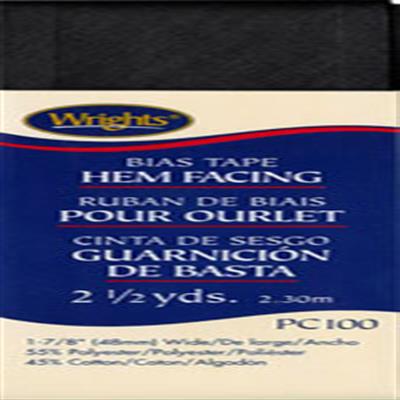 Wrights®
BIAS TAPE
HEM FACING
RUBAN DE BIAIS
POUR OURLET
CINTA DE SESGO
GUARNICIÓN
DE BASTA
2 1/2 yds. 2.30m
PC100
1-7/8" (48mm) Wide/De large/Ancho
55% Polyester/Polyester/Poliéster
45% Cotton/Coton/Algodón